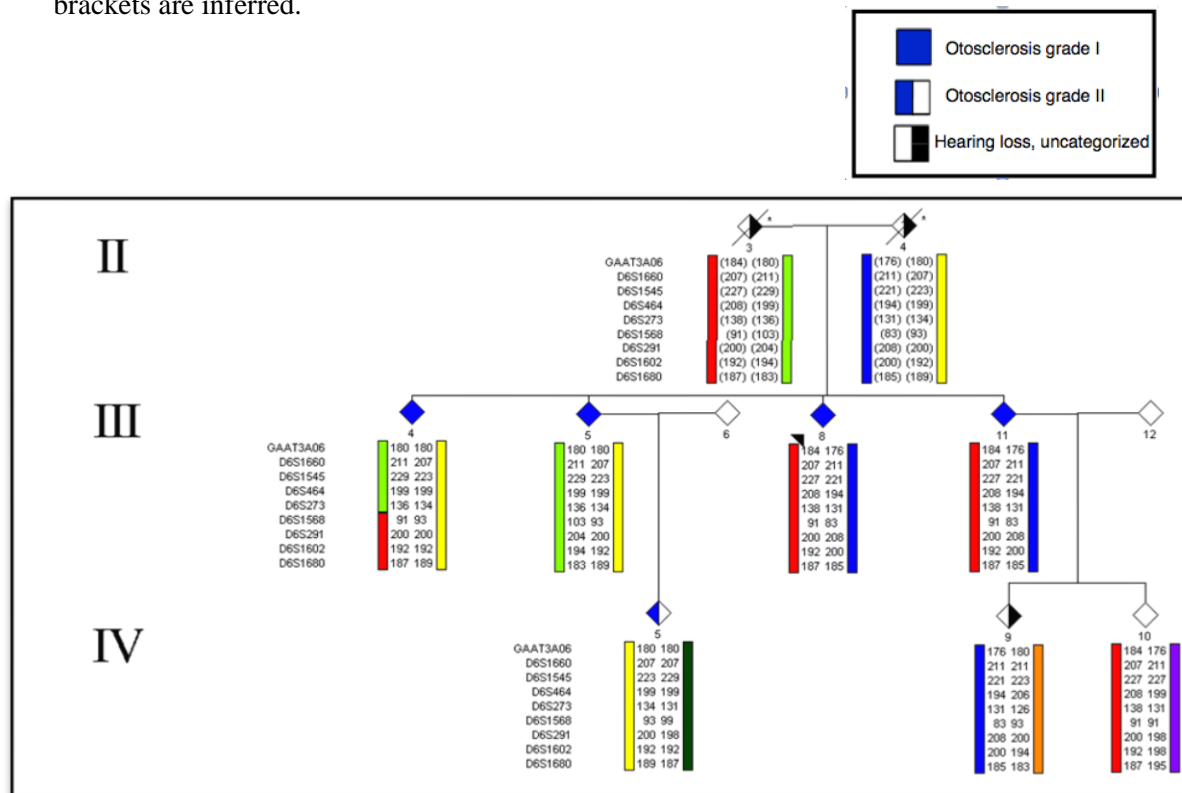 brackets are inferred.
Otosclerosis grade I
Otosclerosis grade II
Hearing loss, uncategorized
II
* *
3 4
GAAT3A06 (184) (180) (176) (180)
D6S1660 (207) (211) (211) (207)
D6S1545 (227) (229) (221) (223)
D6S464 (208) (199) (194) (199)
D6S273 (138) (136) (131) (134)
D6S1568 (91) (103) (83) (93)
D6S291 (200) (204) (208) (200)
D6S1602 (192) (194) (200) (192)
D6S1680 (187) (183) (185) (189)
III
4 5 6 8 11 12
GAAT3A06 180 180 180 180 184 176 184 176
D6S1660 211 207 211 207 207 211 207 211
D6S1545 229 223 229 223 227 221 227 221
D6S464 199 199 199 199 208 194 208 194
D6S273 136 134 136 134 138 131 138 131
D6S1568 91 93 103 93 91 83 91 83
D6S291 200 200 204 200 200 208 200 208
D6S1602 192 192 194 192 192 200 192 200
D6S1680 187 189 183 189 187 185 187 185
IV
5 9 10
GAAT3A06 180 180 176 180 184 176
D6S1660 207 207 211 211 207 211
D6S1545 223 229 221 223 227 227
D6S464 199 199 194 206 208 199
D6S273 134 131 131 126 138 131
D6S1568 93 99 83 93 91 91
D6S291 200 198 208 200 200 198
D6S1602 192 192 200 194 192 198
D6S1680 189 187 185 183 187 195